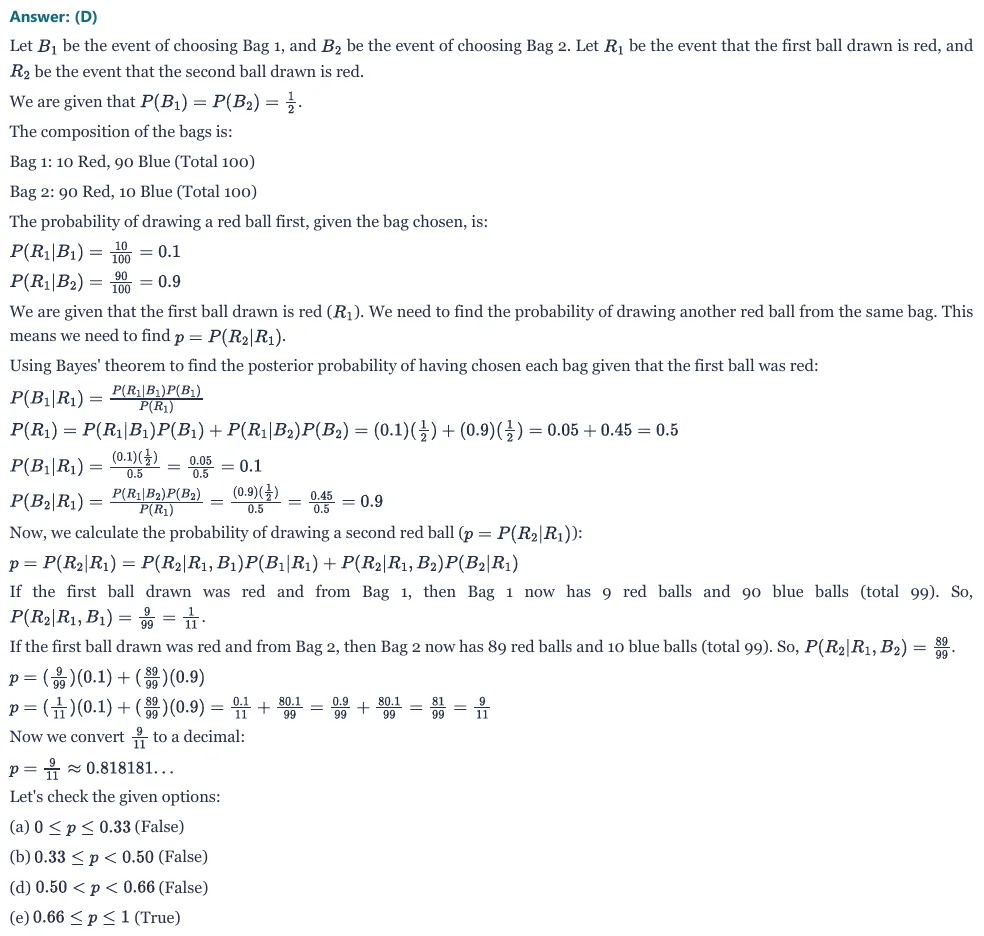 Answer: (D)
Let B₁ be the event of choosing Bag 1, and B₂ be the event of choosing Bag 2. Let R₁ be the event that the first ball drawn is red, and
R₂ be the event that the second ball drawn is red.
We are given that P(B₁) = P(B₂) = 1/2.
The composition of the bags is:
Bag 1: 10 Red, 90 Blue (Total 100)
Bag 2: 90 Red, 10 Blue (Total 100)
The probability of drawing a red ball first, given the bag chosen, is:
P(R₁|B₁) = 10/100 = 0.1
P(R₁|B₂) = 90/100 = 0.9
We are given that the first ball drawn is red (R₁). We need to find the probability of drawing another red ball from the same bag. This
means we need to find p = P(R₂|R₁).
Using Bayes' theorem to find the posterior probability of having chosen each bag given that the first ball was red:
P(B₁|R₁) = P(R₁|B₁)P(B₁)/P(R₁)
P(R₁) = P(R₁|B₁)P(B₁) + P(R₁|B₂)P(B₂) = (0.1)(1/2) + (0.9)(1/2) = 0.05 + 0.45 = 0.5
P(B₁|R₁) = (0.1)(1/2)/0.5 = 0.05/0.5 = 0.1
P(B₂|R₁) = P(R₁|B₂)P(B₂)/P(R₁) = (0.9)(1/2)/0.5 = 0.45/0.5 = 0.9
Now, we calculate the probability of drawing a second red ball (p = P(R₂|R₁)):
p = P(R₂|R₁) = P(R₂|R₁, B₁)P(B₁|R₁) + P(R₂|R₁, B₂)P(B₂|R₁)
If the first ball drawn was red and from Bag 1, then Bag 1 now has 9 red balls and 90 blue balls (total 99). So,
P(R₂|R₁, B₁) = 9/99 = 1/11.
If the first ball drawn was red and from Bag 2, then Bag 2 now has 89 red balls and 10 blue balls (total 99). So, P(R₂|R₁, B₂) = 89/99.
p = (9/99)(0.1) + (89/99)(0.9)
p = (1/11)(0.1) + (89/99)(0.9) = 0.1/11 + 80.1/99 = 0.9/99 + 80.1/99 = 81/99 = 9/11
Now we convert 9/11 to a decimal:
p = 9/11 ≈ 0.818181...
Let's check the given options:
(a) 0 ≤ p ≤ 0.33 (False)
(b) 0.33 ≤ p < 0.50 (False)
(d) 0.50 < p < 0.66 (False)
(e) 0.66 ≤ p ≤ 1 (True)